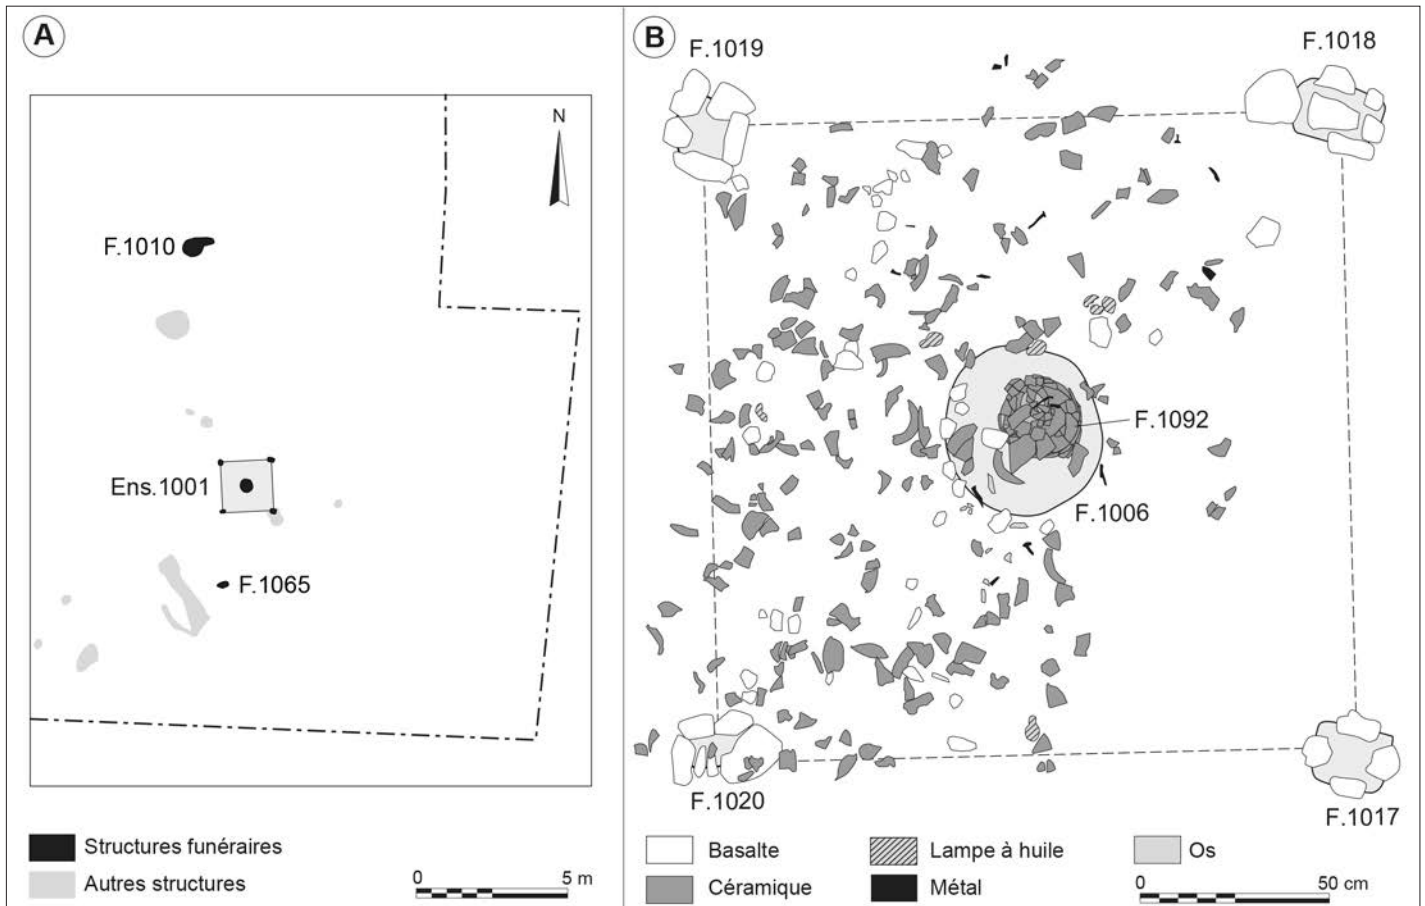 A
N
F.1010
Ens.1001
F.1065
Structures funéraires
Autres structures
0 5 m
B
F.1019
F.1018
F.1092
F.1006
F.1020
F.1017
Basalte
Lampe à huile
Os
Céramique
Métal
0 50 cm